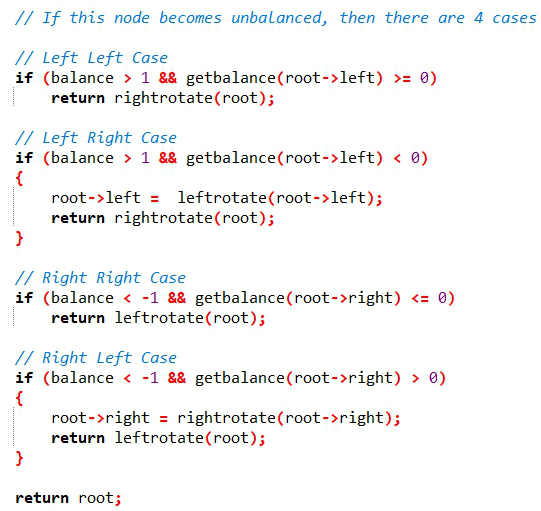 // If this node becomes unbalanced, then there are 4 cases
// Left Left Case
if (balance > 1 && getbalance(root->left) >= 0)
return rightrotate(root);
// Left Right Case
if (balance > 1 && getbalance(root->left) < 0)
{
root->left =  leftrotate(root->left);
return rightrotate(root);
}
// Right Right Case
if (balance < -1 && getbalance(root->right) <= 0)
return leftrotate(root);
// Right Left Case
if (balance < -1 && getbalance(root->right) > 0)
{
root->right = rightrotate(root->right);
return leftrotate(root);
}
return root;